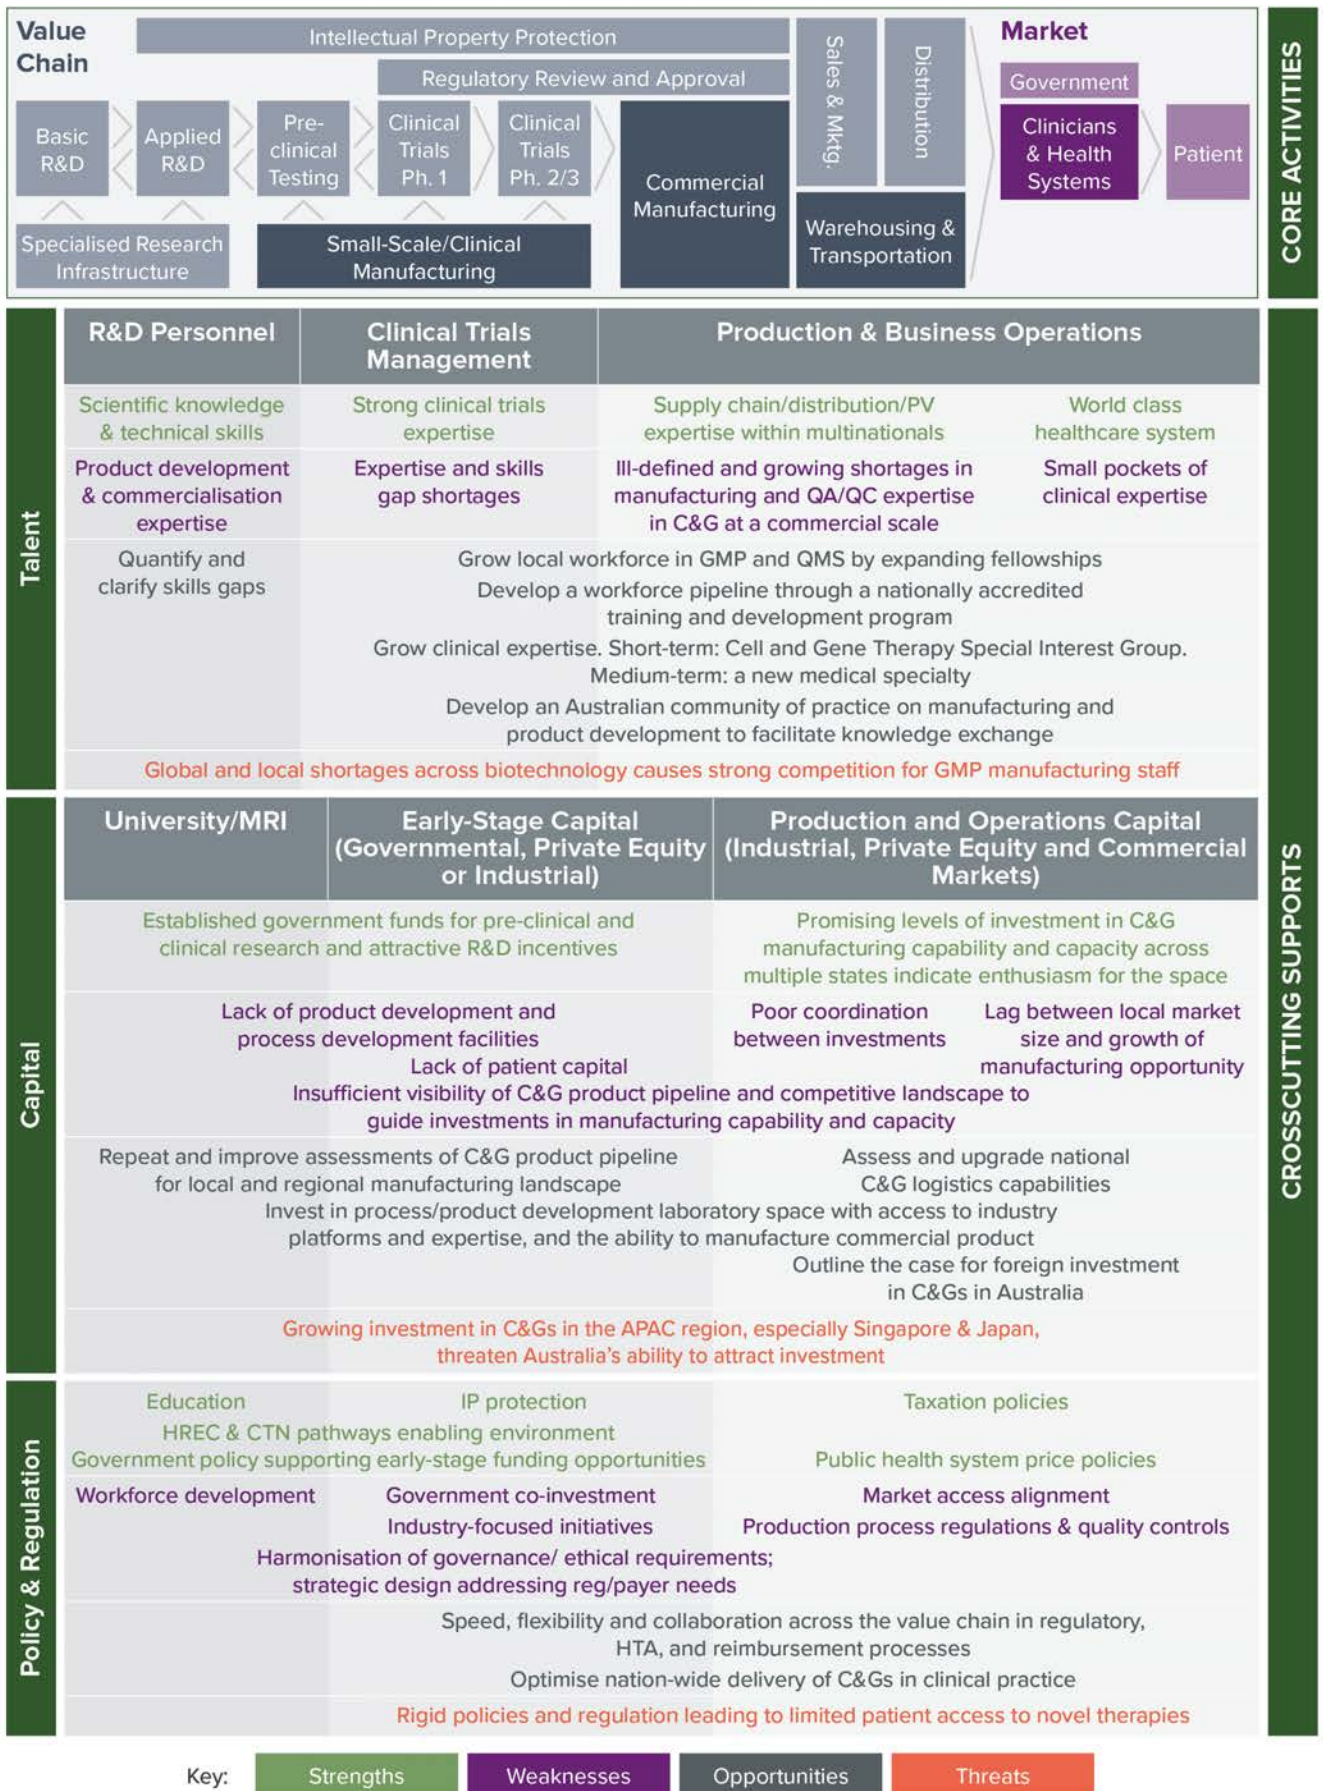 Value
Chain
Intellectual Property Protection
Regulatory Review and Approval
Basic
R&D
Applied
R&D
Pre-
clinical
Testing
Clinical
Trials
Ph. 1
Clinical
Trials
Ph. 2/3
Specialised Research
Infrastructure
Small-Scale/Clinical
Manufacturing
Commercial
Manufacturing
Sales & Mktg.
Distribution
Warehousing &
Transportation
Market
Government
Clinicians
& Health
Systems
Patient
CORE ACTIVITIES
Talent
R&D Personnel
Clinical Trials
Management
Production & Business Operations
Scientific knowledge
& technical skills
Strong clinical trials
expertise
Supply chain/distribution/PV
expertise within multinationals
World class
healthcare system
Product development
& commercialisation
expertise
Expertise and skills
gap shortages
Ill-defined and growing shortages in
manufacturing and QA/QC expertise
in C&G at a commercial scale
Small pockets of
clinical expertise
Quantify and
clarify skills gaps
Grow local workforce in GMP and QMS by expanding fellowships
Develop a workforce pipeline through a nationally accredited
training and development program
Grow clinical expertise. Short-term: Cell and Gene Therapy Special Interest Group.
Medium-term: a new medical specialty
Develop an Australian community of practice on manufacturing and
product development to facilitate knowledge exchange
Global and local shortages across biotechnology causes strong competition for GMP manufacturing staff
CROSSCUTTING SUPPORTS
Capital
University/MRI
Early-Stage Capital
(Governmental, Private Equity
or Industrial)
Production and Operations Capital
(Industrial, Private Equity and Commercial
Markets)
Established government funds for pre-clinical and
clinical research and attractive R&D incentives
Promising levels of investment in C&G
manufacturing capability and capacity across
multiple states indicate enthusiasm for the space
Lack of product development and
process development facilities
Lack of patient capital
Poor coordination
between investments
Lag between local market
size and growth of
manufacturing opportunity
Insufficient visibility of C&G product pipeline and competitive landscape to
guide investments in manufacturing capability and capacity
Repeat and improve assessments of C&G product pipeline
for local and regional manufacturing landscape
Assess and upgrade national
C&G logistics capabilities
Invest in process/product development laboratory space with access to industry
platforms and expertise, and the ability to manufacture commercial product
Outline the case for foreign investment
in C&Gs in Australia
Growing investment in C&Gs in the APAC region, especially Singapore & Japan,
threaten Australia's ability to attract investment
Policy & Regulation
Education
IP protection
Taxation policies
HREC & CTN pathways enabling environment
Government policy supporting early-stage funding opportunities
Public health system price policies
Workforce development
Government co-investment
Market access alignment
Industry-focused initiatives
Production process regulations & quality controls
Harmonisation of governance/ ethical requirements;
strategic design addressing reg/payer needs
Speed, flexibility and collaboration across the value chain in regulatory,
HTA, and reimbursement processes
Optimise nation-wide delivery of C&Gs in clinical practice
Rigid policies and regulation leading to limited patient access to novel therapies
Key:
Strengths
Weaknesses
Opportunities
Threats